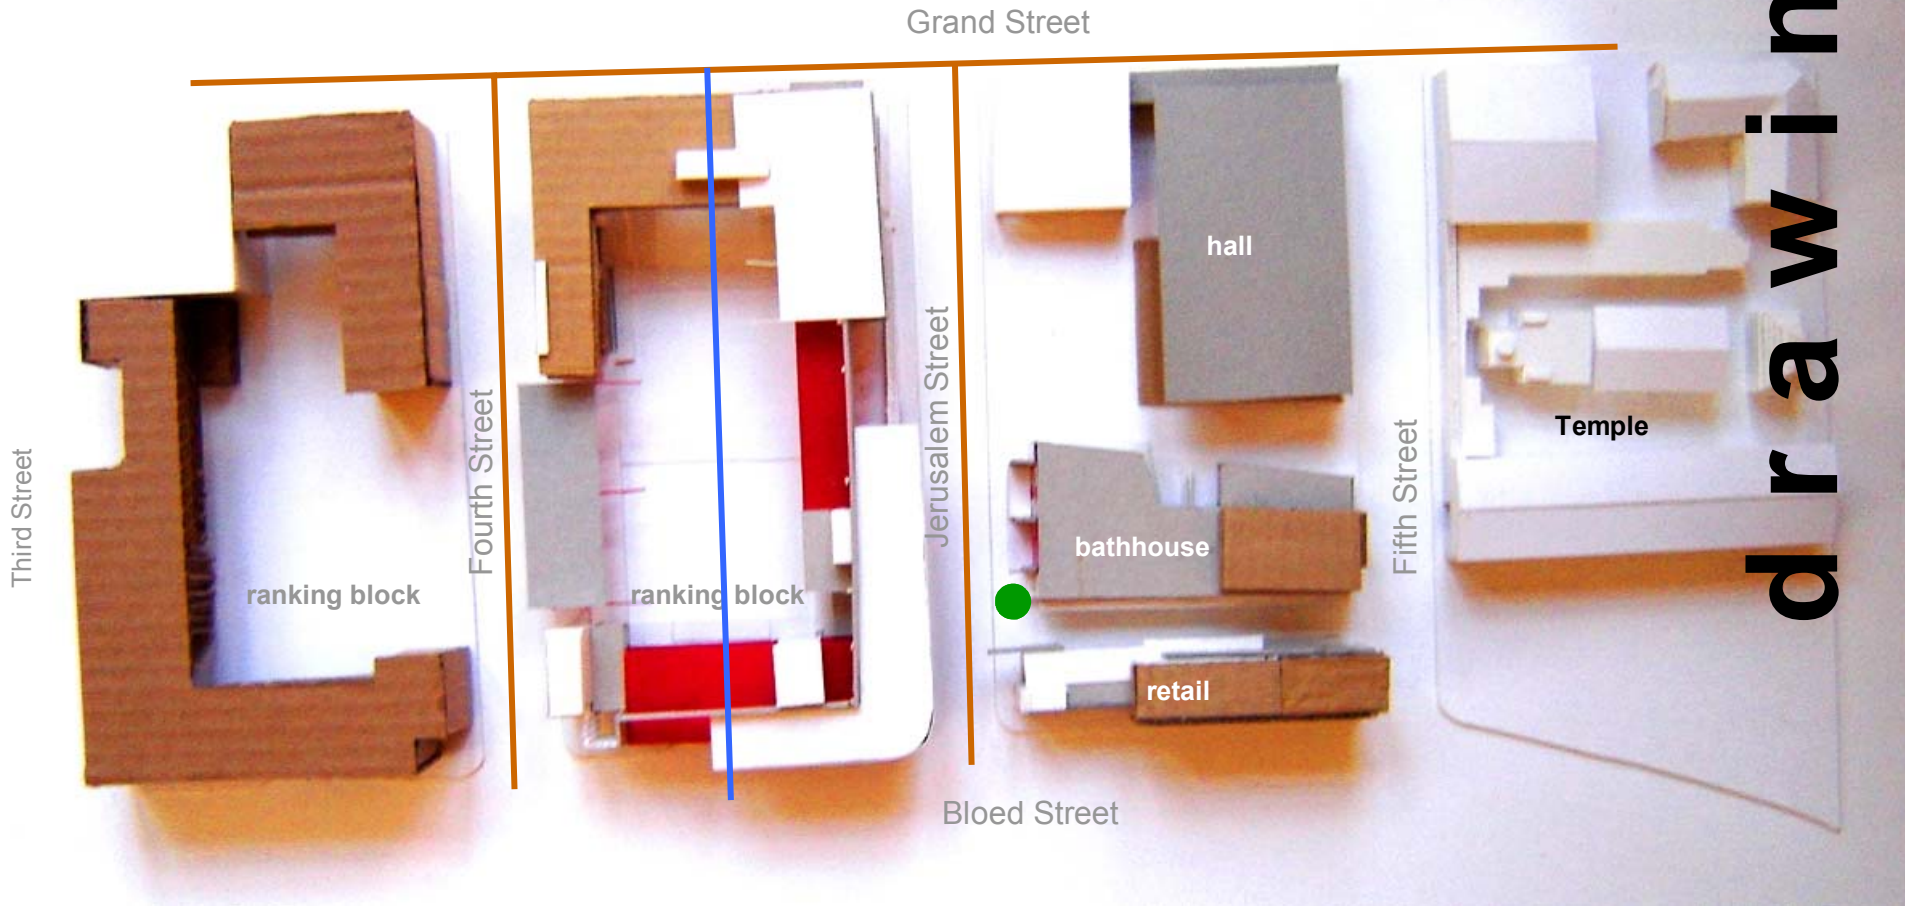 Grand Street
hall
Temple
Third Street
Fourth Street
Jerusalem Street
Fifth Street
bathhouse
ranking block
ranking block
retail
Bloed Street
drawin